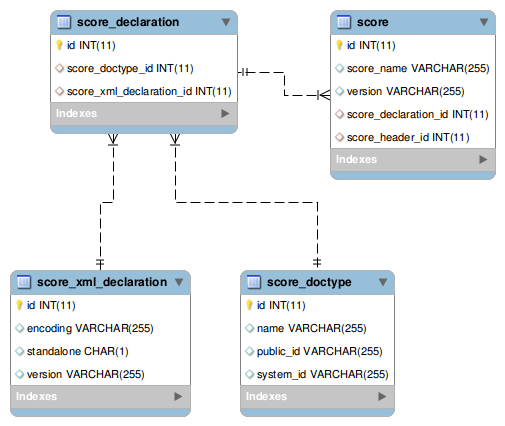 score_declaration
id INT(11)
score_doctype_id INT(11)
score_xml_declaration_id INT(11)
Indexes
score
id INT(11)
score_name VARCHAR(255)
version VARCHAR(255)
score_declaration_id INT(11)
score_header_id INT(11)
Indexes
score_xml_declaration
id INT(11)
encoding VARCHAR(255)
standalone CHAR(1)
version VARCHAR(255)
Indexes
score_doctype
id INT(11)
name VARCHAR(255)
public_id VARCHAR(255)
system_id VARCHAR(255)
Indexes